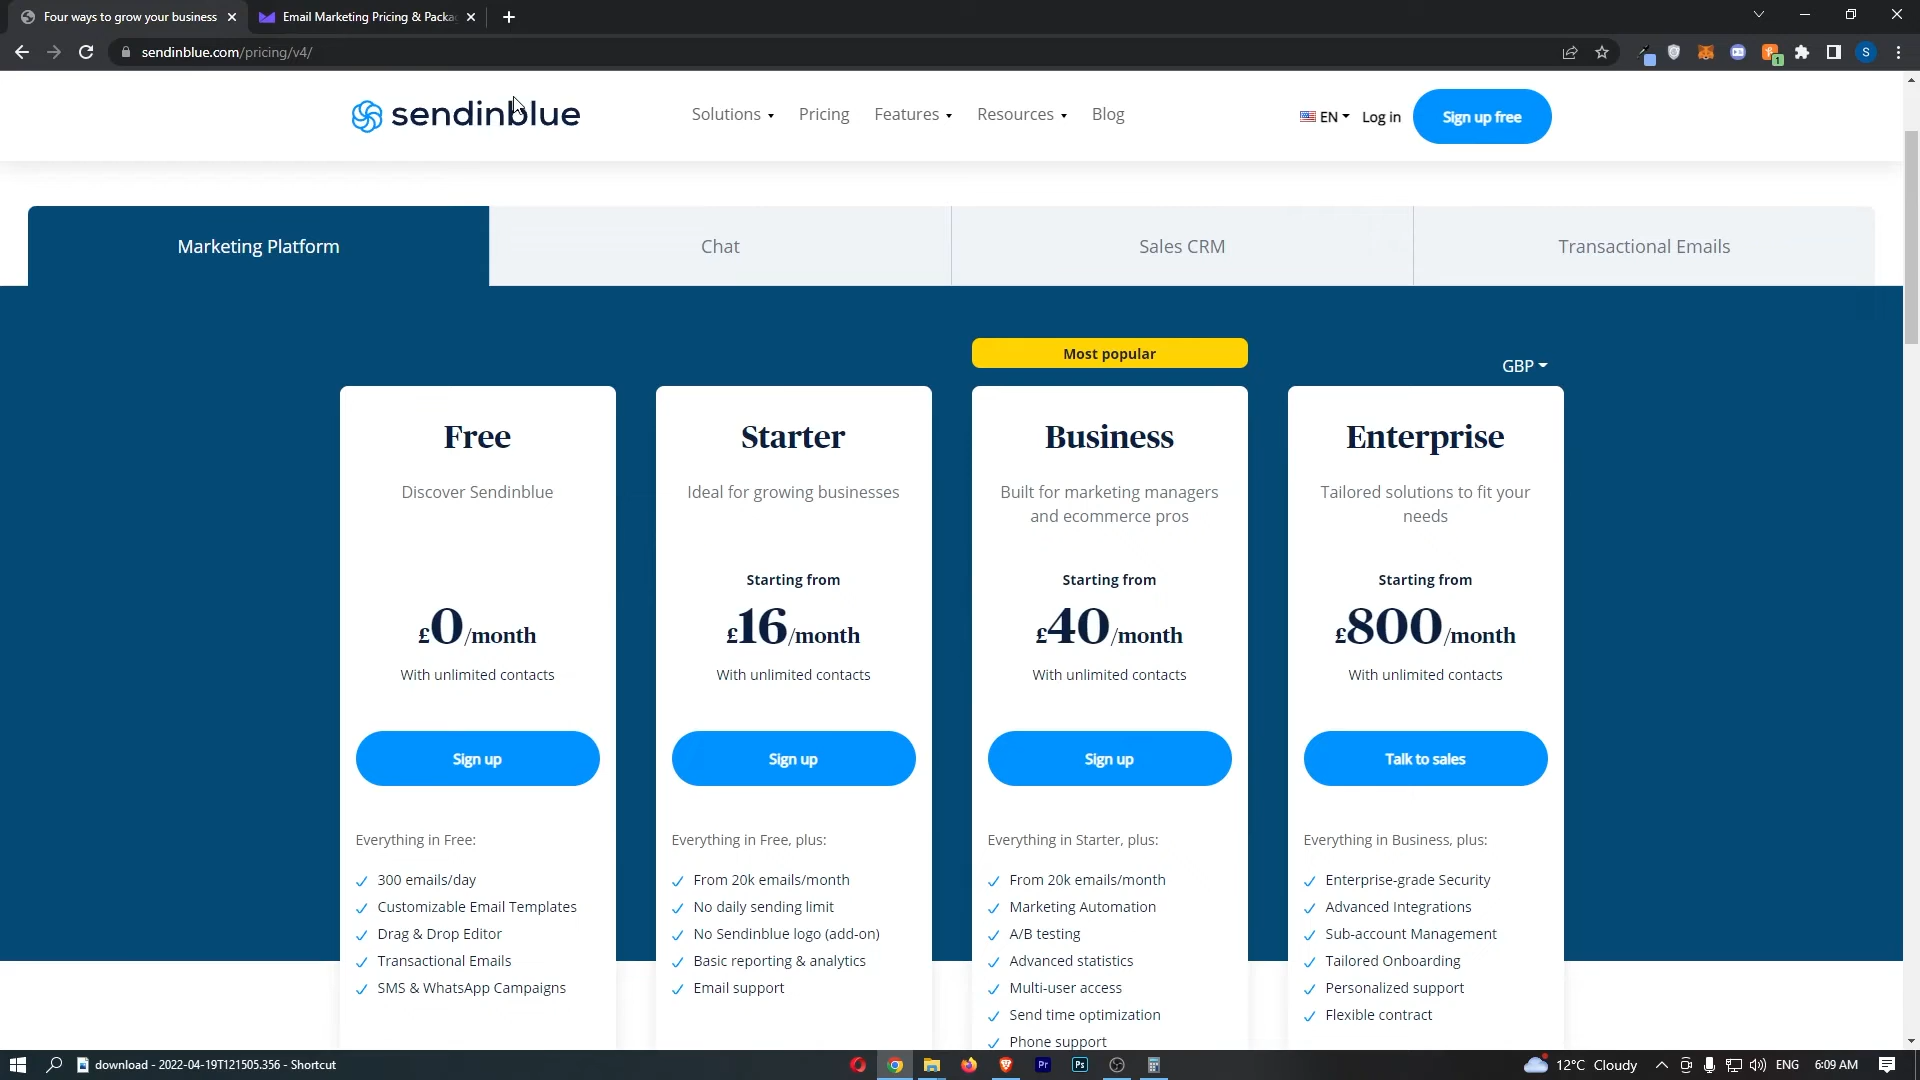 Four ways to grow your business
Email Marketing Pricing & Packa
sendinblue.com/pricing/v4/
S
1
sendinblue
Solutions
Pricing
Features
Resources
Blog
EN
Log in
Sign up free
Marketing Platform
Chat
Sales CRM
Transactional Emails
Most popular
GBP
Free
Discover Sendinblue
£0/month
With unlimited contacts
Sign up
Everything in Free:
300 emails/day
Customizable Email Templates
Drag & Drop Editor
Transactional Emails
SMS & WhatsApp Campaigns
Starter
Ideal for growing businesses
Starting from
£16/month
With unlimited contacts
Sign up
Everything in Free, plus:
From 20k emails/month
No daily sending limit
No Sendinblue logo (add-on)
Basic reporting & analytics
Email support
Business
Built for marketing managers
and ecommerce pros
Starting from
£40/month
With unlimited contacts
Sign up
Everything in Starter, plus:
From 20k emails/month
Marketing Automation
A/B testing
Advanced statistics
Multi-user access
Send time optimization
Phone support
Enterprise
Tailored solutions to fit your
needs
Starting from
£800/month
With unlimited contacts
Talk to sales
Everything in Business, plus:
Enterprise-grade Security
Advanced Integrations
Sub-account Management
Tailored Onboarding
Personalized support
Flexible contract
download - 2022-04-19T121505.356 - Shortcut
Pr
Ps
12°C Cloudy
ENG
6:09 AM